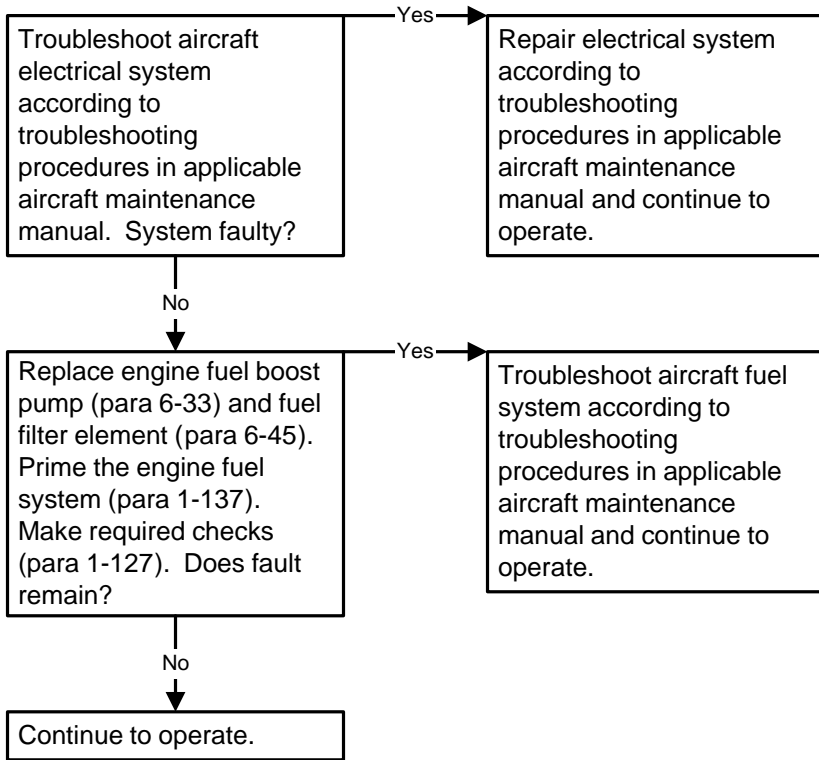 Troubleshoot aircraft
electrical system
according to
troubleshooting
procedures in applicable
aircraft maintenance
manual.  System faulty?
Yes
Repair electrical system
according to
troubleshooting
procedures in applicable
aircraft maintenance
manual and continue to
operate.
No
Replace engine fuel boost
pump (para 6-33) and fuel
filter element (para 6-45).
Prime the engine fuel
system (para 1-137).
Make required checks
(para 1-127).  Does fault
remain?
Yes
Troubleshoot aircraft fuel
system according to
troubleshooting
procedures in applicable
aircraft maintenance
manual and continue to
operate.
No
Continue to operate.